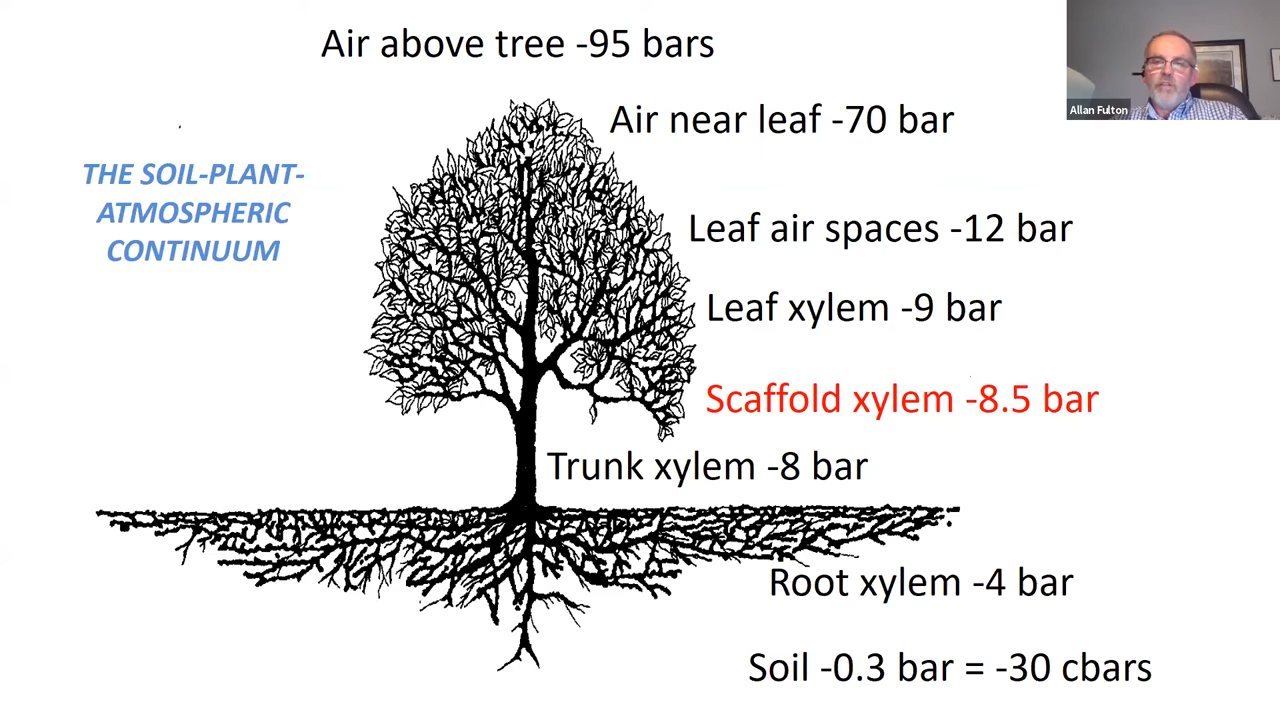 Air above tree -95 bars
Allan Fulton
Air near leaf -70 bar
THE SOIL-PLANT-
ATMOSPHERIC
CONTINUUM
Leaf air spaces -12 bar
Leaf xylem -9 bar
Scaffold xylem -8.5 bar
Trunk xylem -8 bar
Root xylem -4 bar
Soil -0.3 bar = -30 cbars